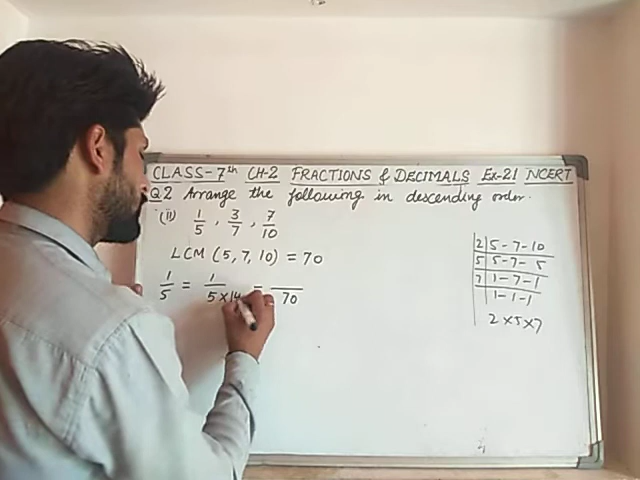 CLASS-7th CH-2 FRACTIONS & DECIMALS Ex-2.1 NCERT
Q2 Arrange the following in descending order.
(ii) 1/5, 3/7, 7/10
LCM (5, 7, 10) = 70
1/5 = 1/5×14 = /70
2 | 5-7-10
5 | 5-7-5
7 | 1-7-1
1-1-1
2×5×7